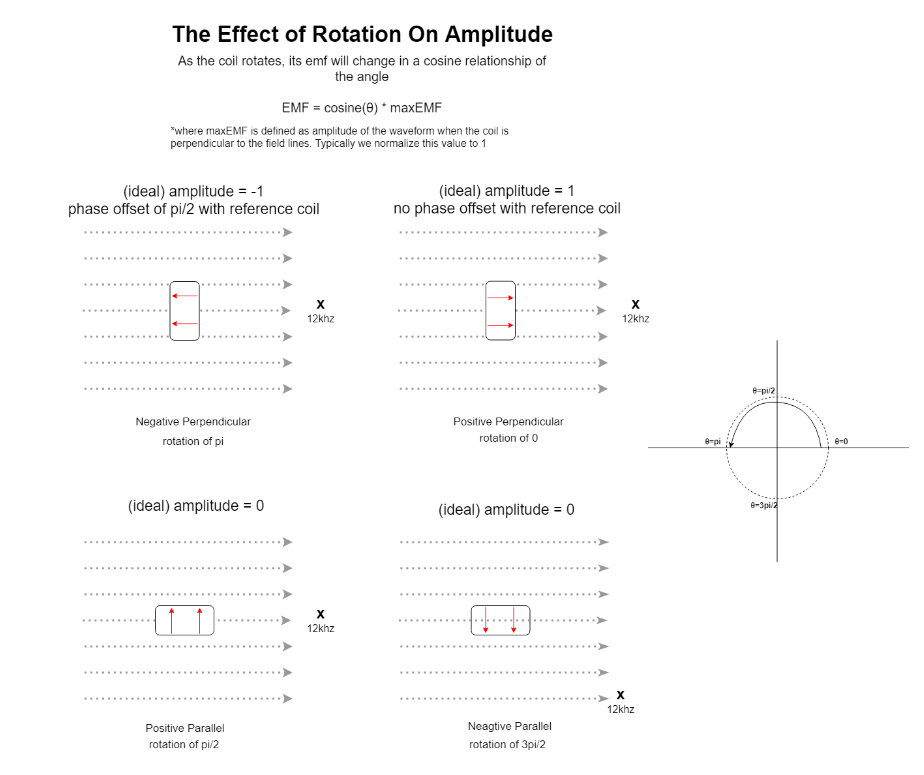 The Effect of Rotation On Amplitude
As the coil rotates, its emf will change in a cosine relationship of
the angle
EMF = cosine(θ) * maxEMF
*where maxEMF is defined as amplitude of the waveform when the coil is
perpendicular to the field lines. Typically we normalize this value to 1
(ideal) amplitude = -1
phase offset of pi/2 with reference coil
x
12khz
Negative Perpendicular
rotation of pi
(ideal) amplitude = 1
no phase offset with reference coil
x
12khz
Positive Perpendicular
rotation of 0
θ=pi/2
θ=pi
θ=0
θ=3pi/2
(ideal) amplitude = 0
x
12khz
Positive Parallel
rotation of pi/2
(ideal) amplitude = 0
x
12khz
Neagtive Parallel
rotation of 3pi/2